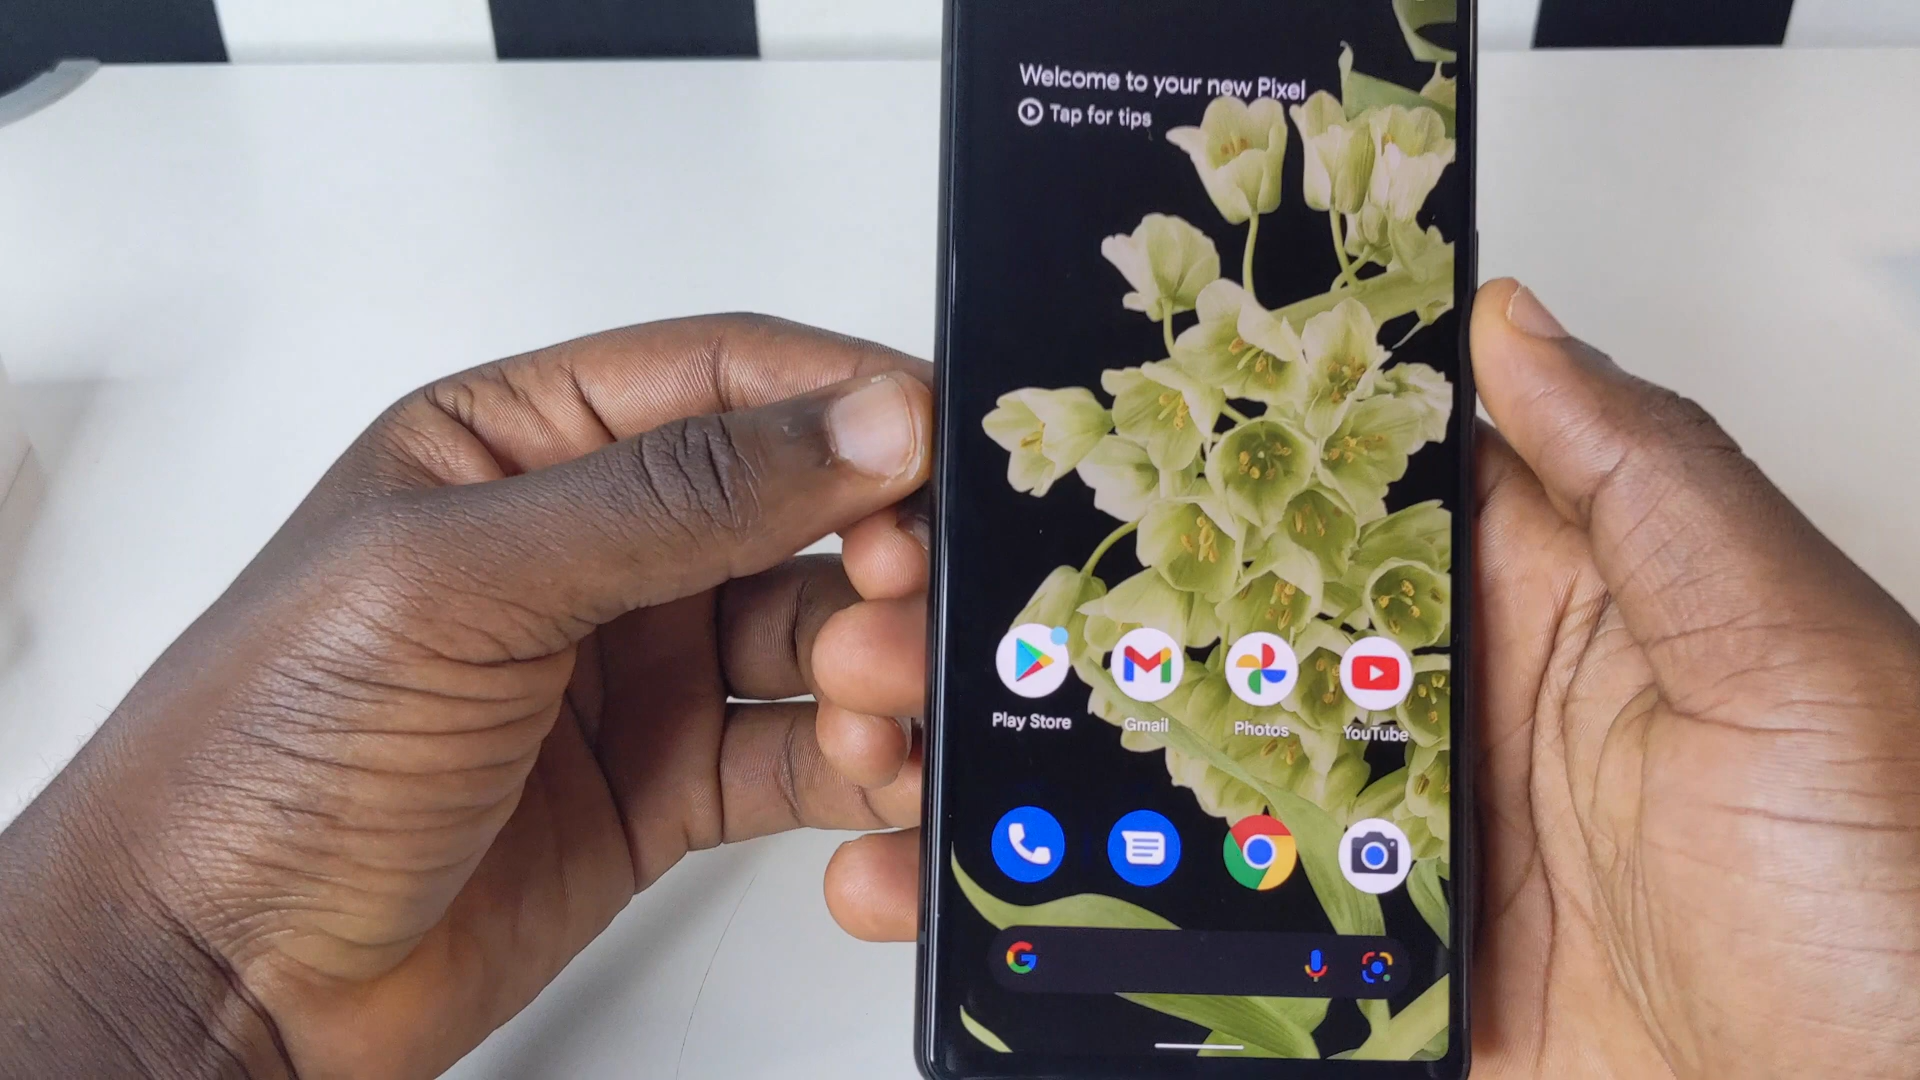 Welcome to your new Pixel
Tap for tips
Play Store
Gmail
Photos
YouTube
G